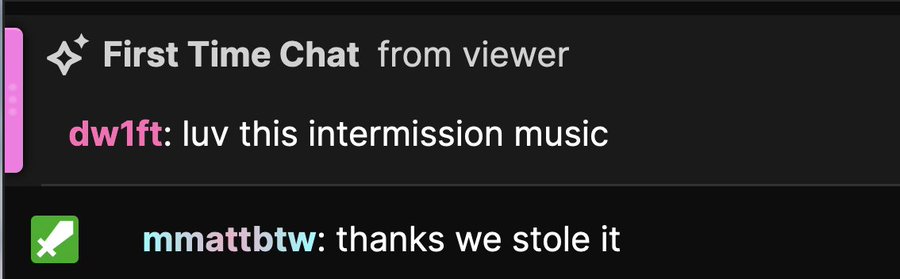 First Time Chat from viewer
dw1ft: luv this intermission music
mmattbtw: thanks we stole it